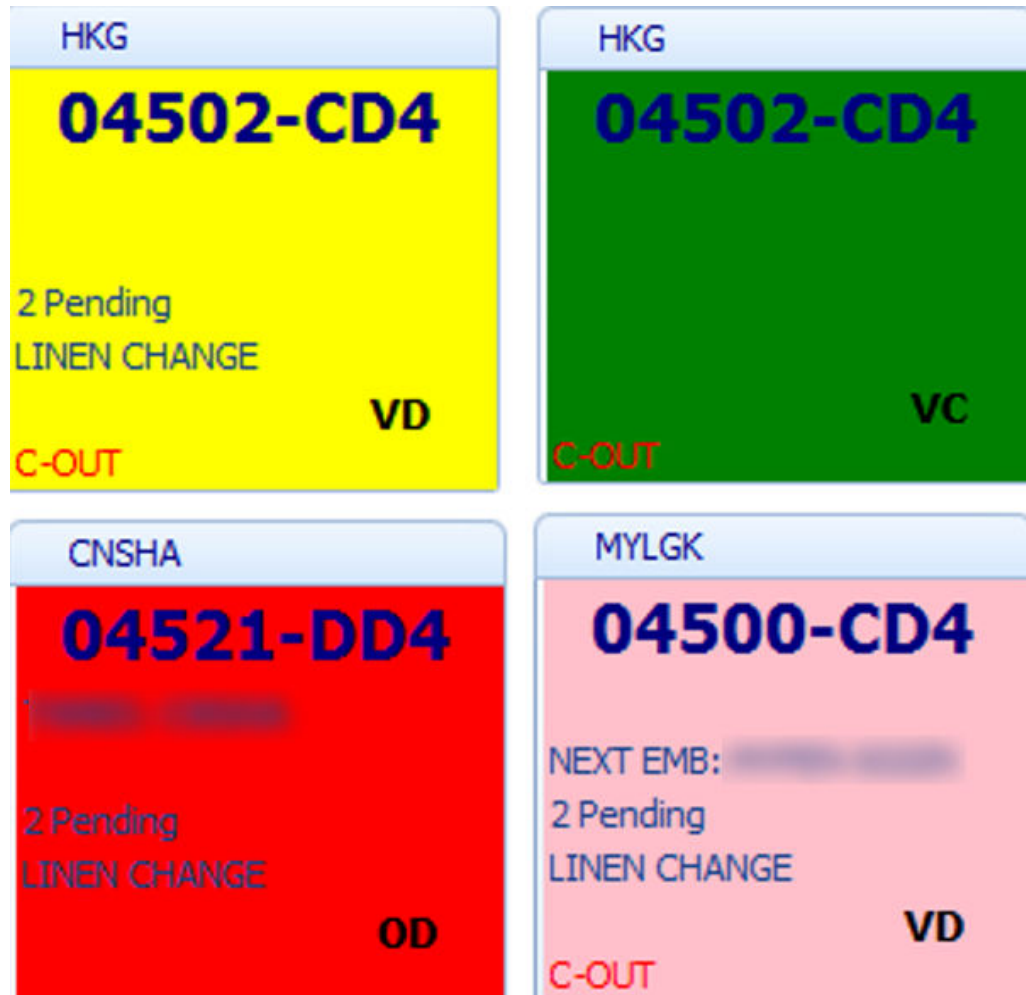 HKG
04502-CD4
2 Pending
LINEN CHANGE
VD
C-OUT
HKG
04502-CD4
VC
C-OUT
CNSHA
04521-DD4
2 Pending
LINEN CHANGE
OD
MYLGK
04500-CD4
NEXT EMB:
2 Pending
LINEN CHANGE
VD
C-OUT